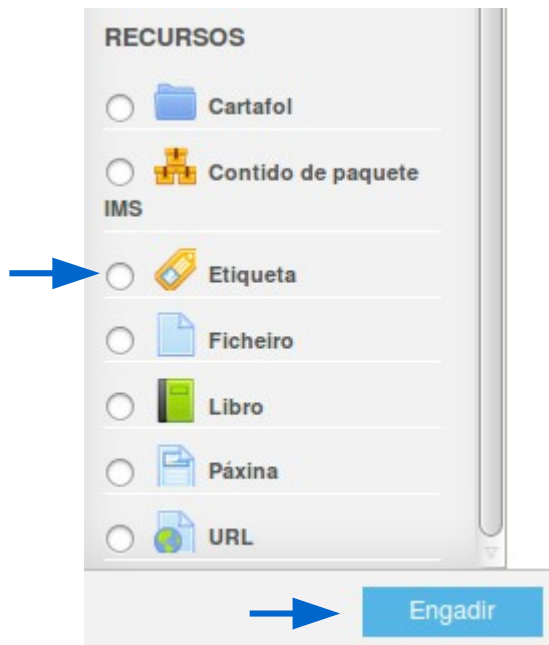 RECURSOS
Cartafol
Contido de paquete
IMS
Etiqueta
Ficheiro
Libro
Páxina
URL
Engadir